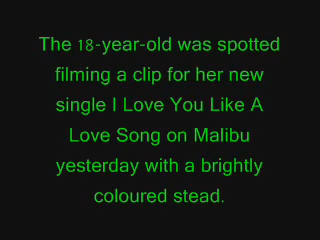 The 18-year-old was spotted
filming a clip for her new
single I Love You Like A
Love Song on Malibu
yesterday with a brightly
coloured stead.